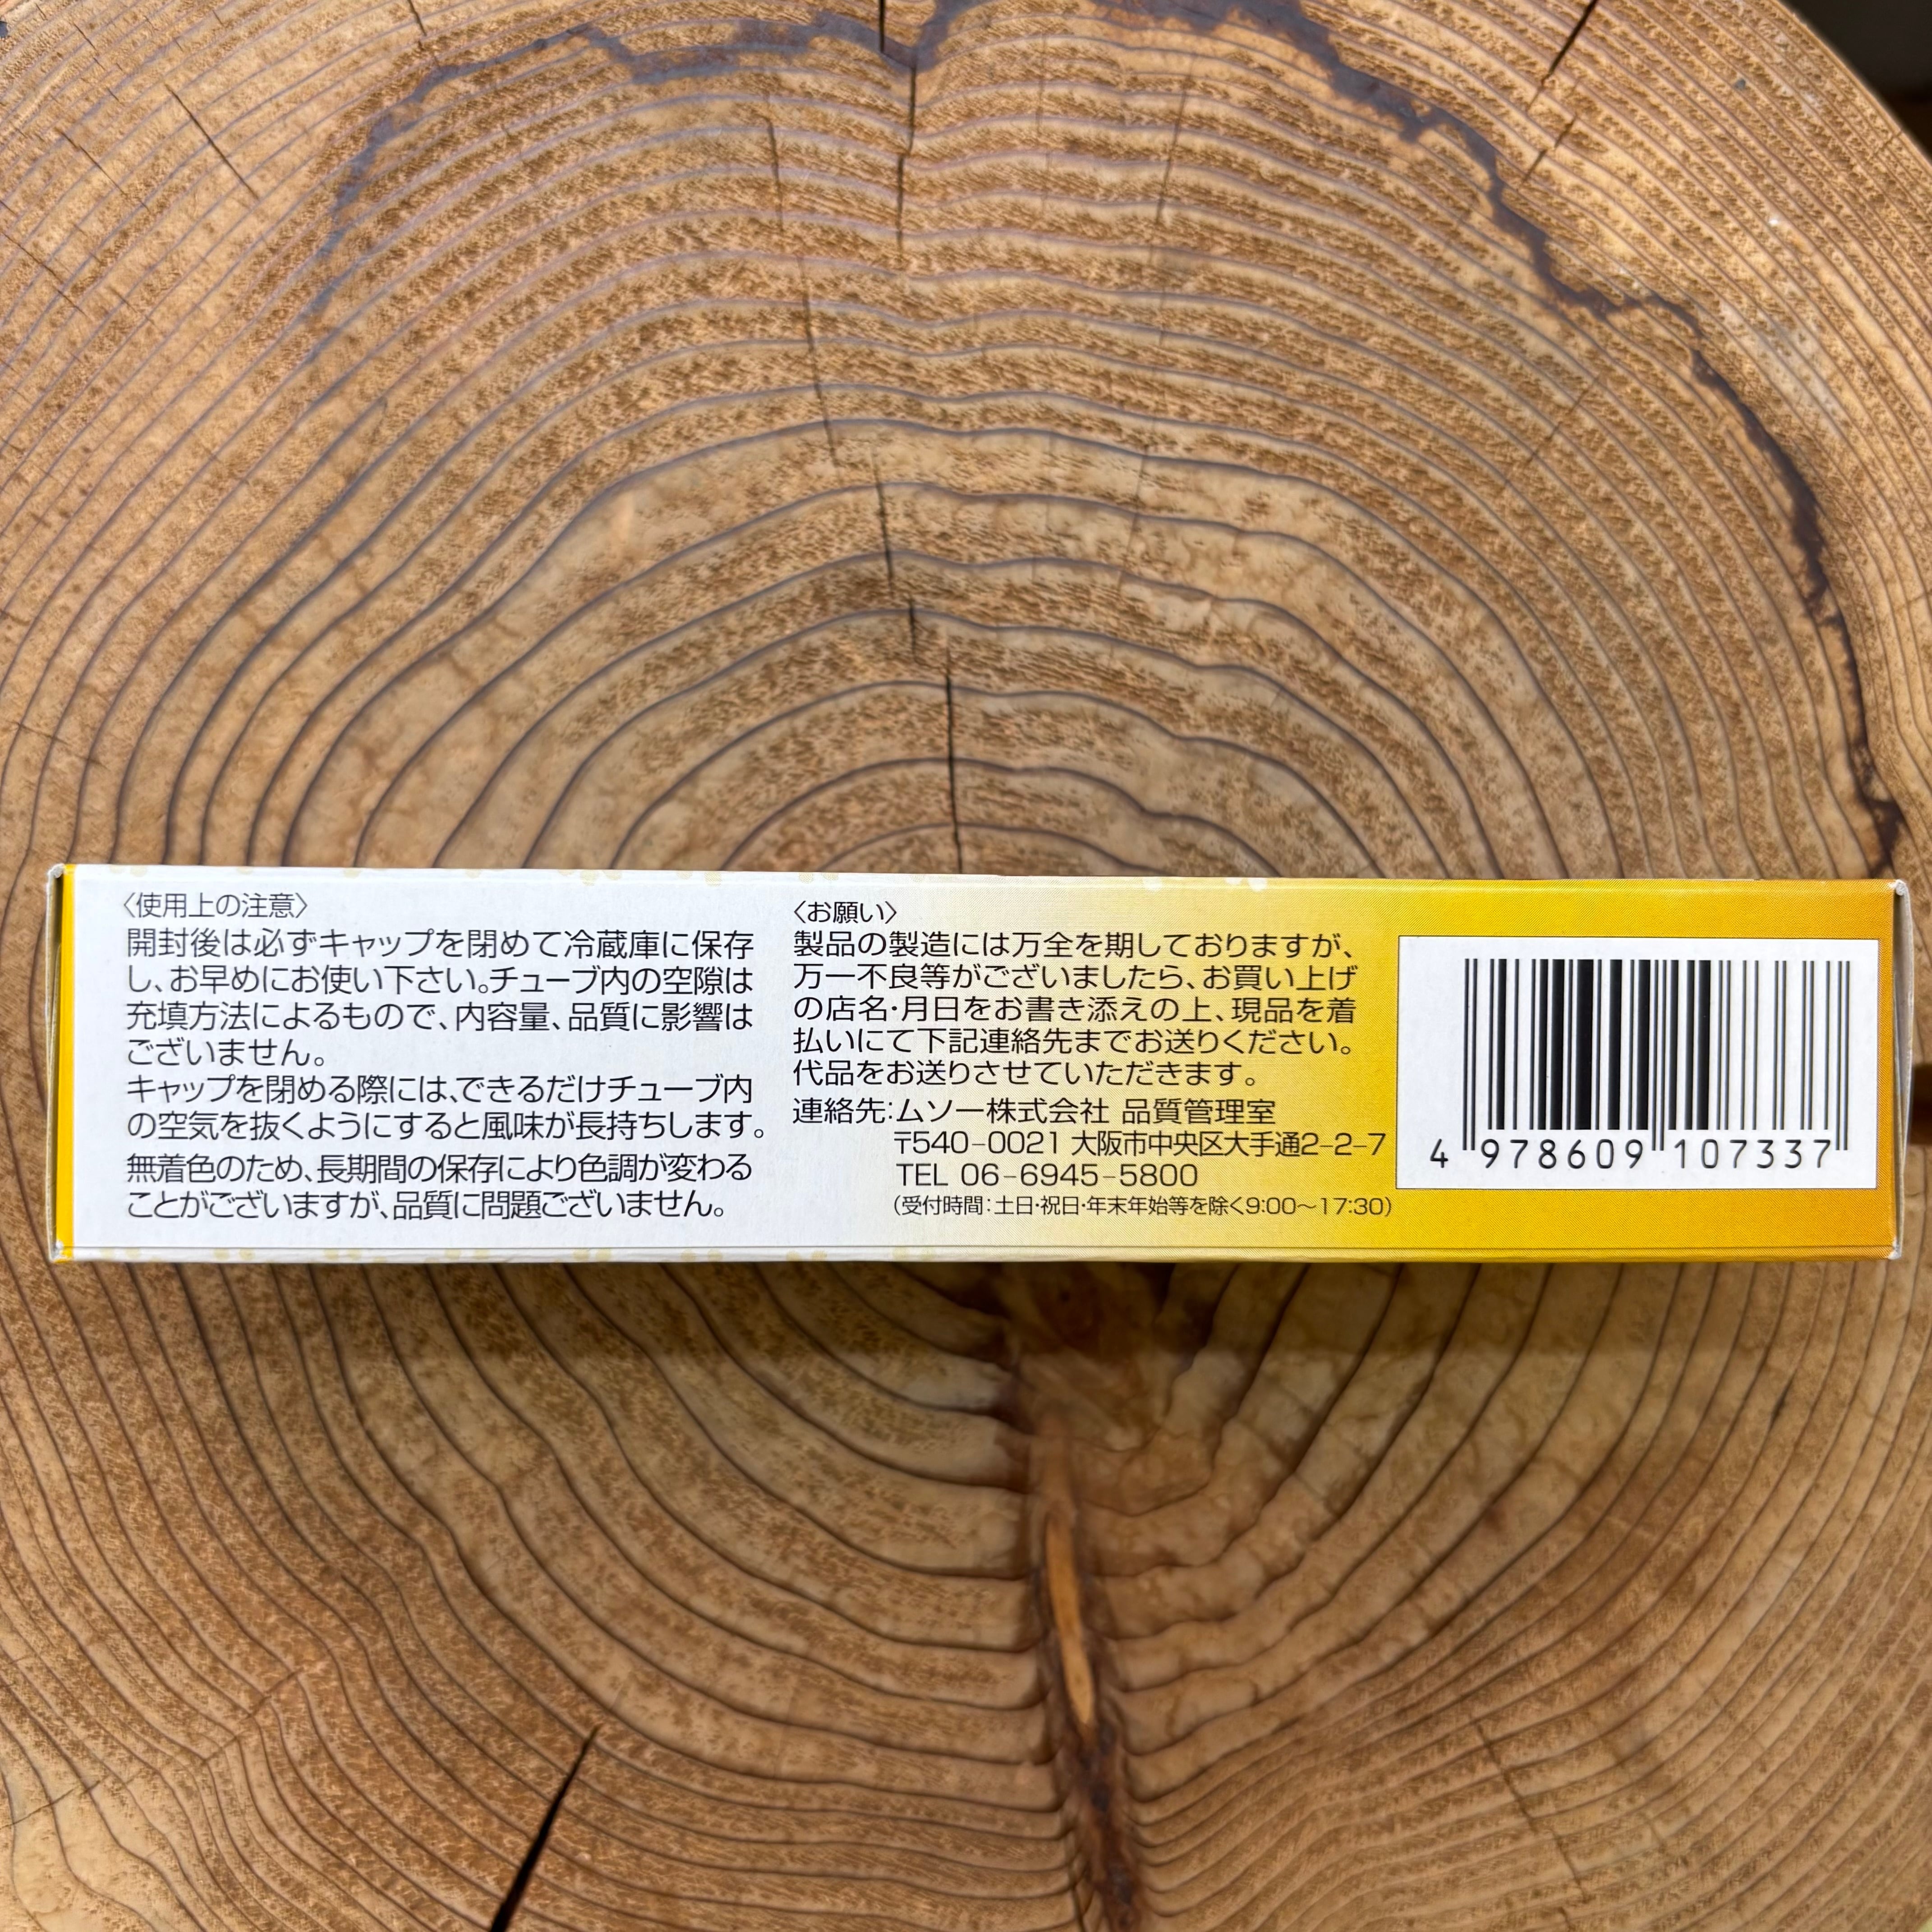 〈使用上の注意〉
開封後は必ずキャップを閉めて冷蔵庫に保存
し、お早めにお使い下さい。チューブ内の空隙は
充填方法によるもので、内容量、品質に影響は
ございません。
キャップを閉める際には、できるだけチューブ内
の空気を抜くようにすると風味が長持ちします。
無着色のため、長期間の保存により色調が変わる
ことがございますが、品質に問題ございません。
〈お願い〉
製品の製造には万全を期しておりますが、
万一不良等がございましたら、お買い上げ
の店名・月日をお書き添えの上、現品を着
払いにて下記連絡先までお送りください。
代品をお送りさせていただきます。
連絡先:ムソー株式会社 品質管理室
〒540-0021 大阪市中央区大手通2-2-7
TEL 06-6945-5800
(受付時間:土日・祝日・年末年始等を除く9:00〜17:30)
4 978609 107337